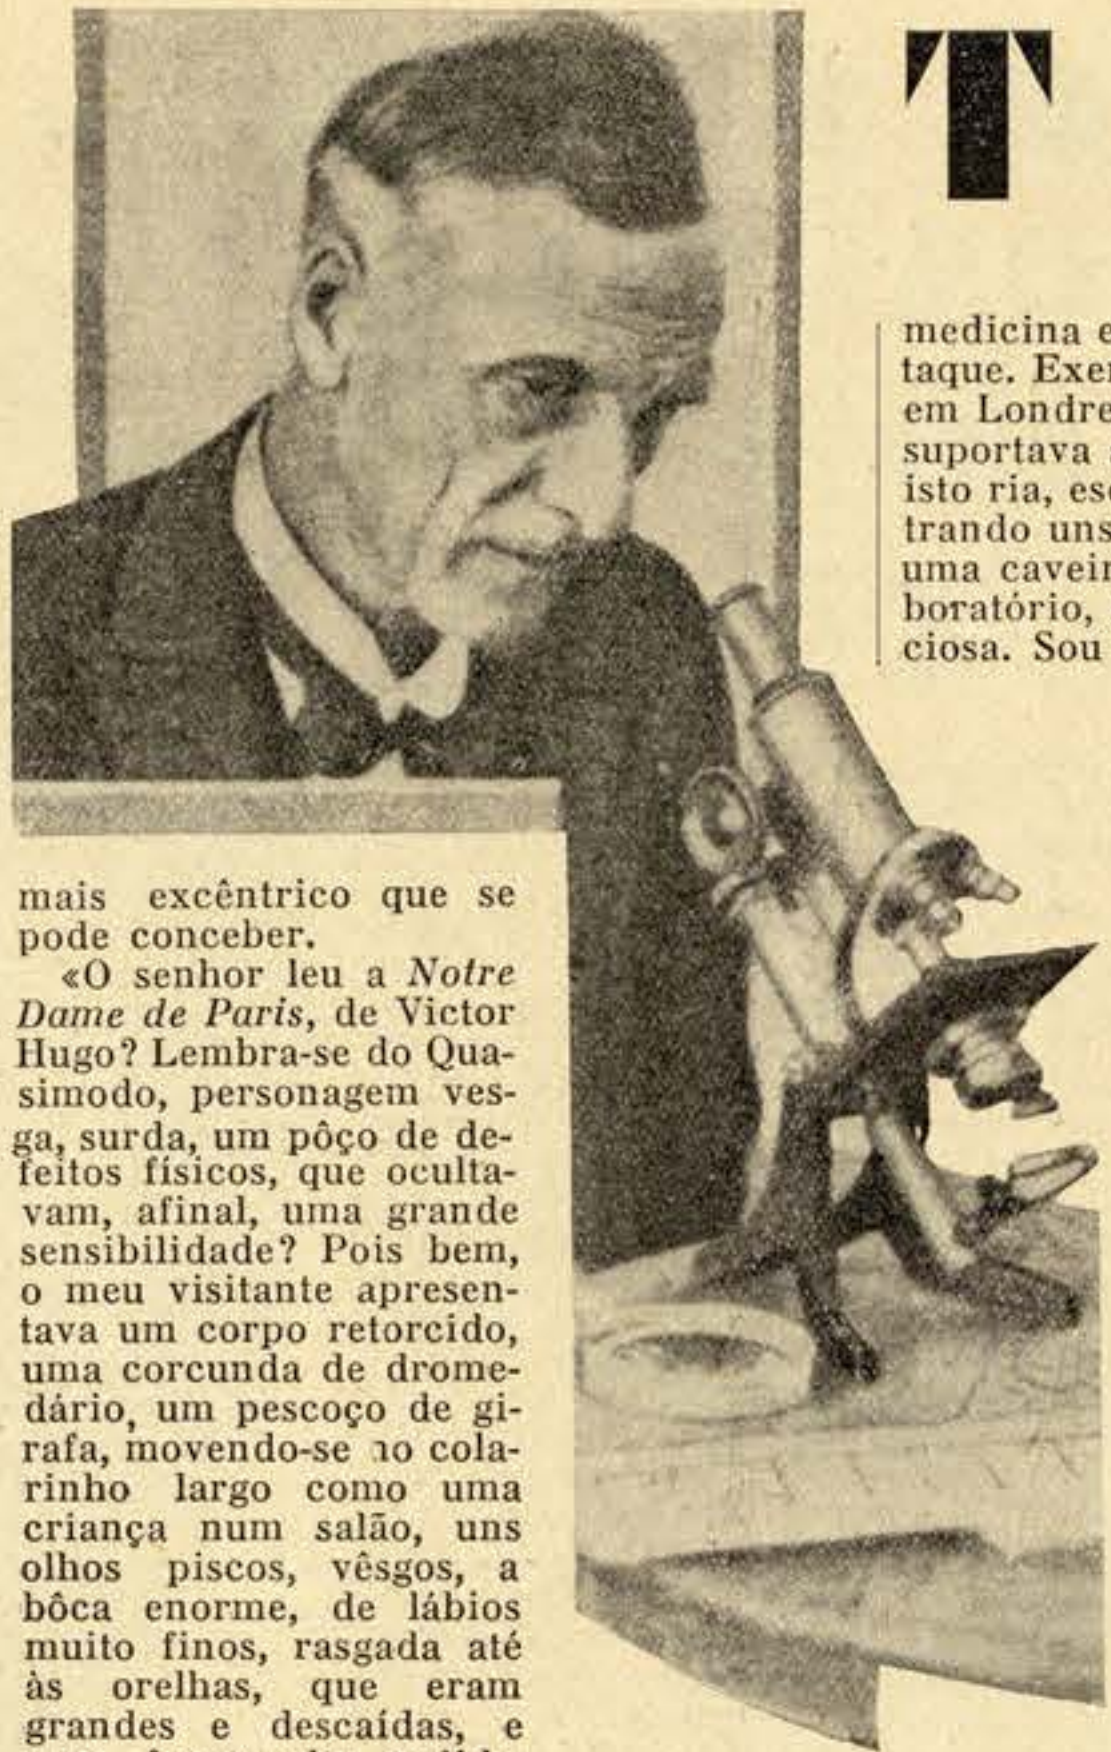 T
medicina e
taque. Exer
em Londre
suportava
isto ria, es
trando uns
uma caveir
boratório,
ciosa. Sou
mais excêntrico que se
pode conceber.
«O senhor leu a Notre
Dame de Paris, de Victor
Hugo? Lembra-se do Qua-
simodo, personagem ves-
ga, surda, um pôço de de-
feitos físicos, que oculta-
vam, afinal, uma grande
sensibilidade? Pois bem,
o meu visitante apresen-
tava um corpo retorcido,
uma corcunda de drome-
dário, um pescoço de gi-
rafa, movendo-se no cola-
rinho largo como uma
criança num salão, uns
olhos piscos, vêsgos, a
bôca enorme, de lábios
muito finos, rasgada até
às orelhas, que eram
grandes e descaídas, e